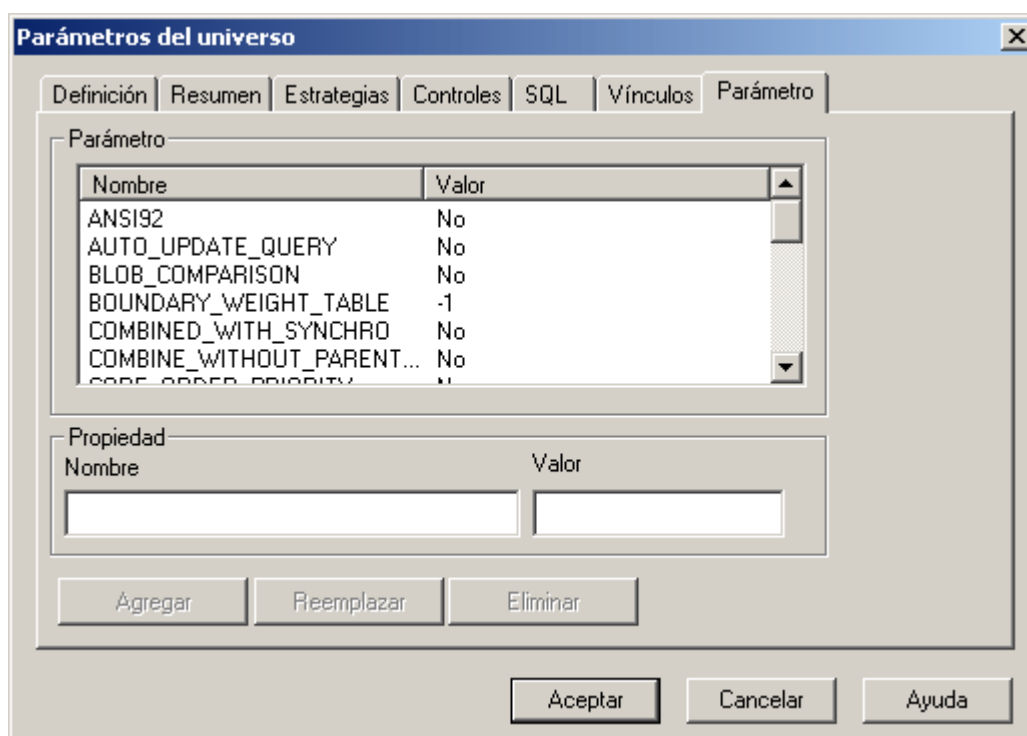 Parámetros del universo
Definición Resumen Estrategias Controles SQL Vínculos Parámetro
Parámetro
Nombre Valor
ANSI92 No
AUTO_UPDATE_QUERY No
BLOB_COMPARISON No
BOUNDARY_WEIGHT_TABLE -1
COMBINED_WITH_SYNCHRO No
COMBINE_WITHOUT_PARENT... No
Propiedad
Nombre Valor
Agregar Reemplazar Eliminar
Aceptar Cancelar Ayuda